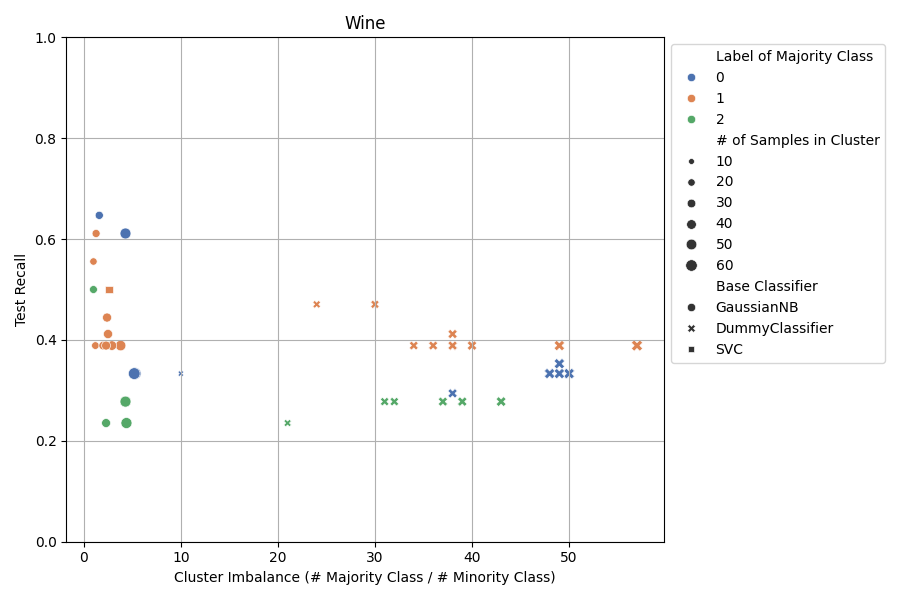 Wine
Test Recall
1.0
0.8
0.6
0.4
0.2
0.0
0 10 20 30 40 50
Cluster Imbalance (# Majority Class / # Minority Class)
Label of Majority Class
0
1
2
# of Samples in Cluster
10
20
30
40
50
60
Base Classifier
GaussianNB
DummyClassifier
SVC